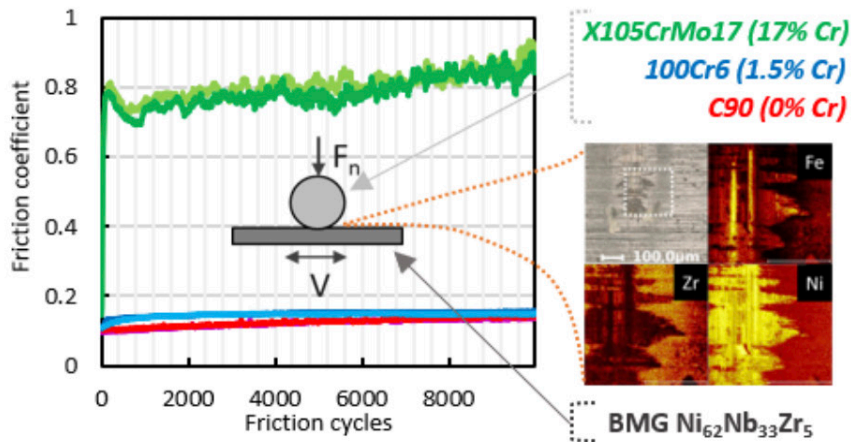 1
0.8
0.6
0.4
0.2
0
Friction coefficient
0 2000 4000 6000 8000
Friction cycles
Fn
V
X105CrMo17 (17% Cr)
100Cr6 (1.5% Cr)
C90 (0% Cr)
Fe
100.0µm
Zr
Ni
BMG Ni62Nb33Zr5